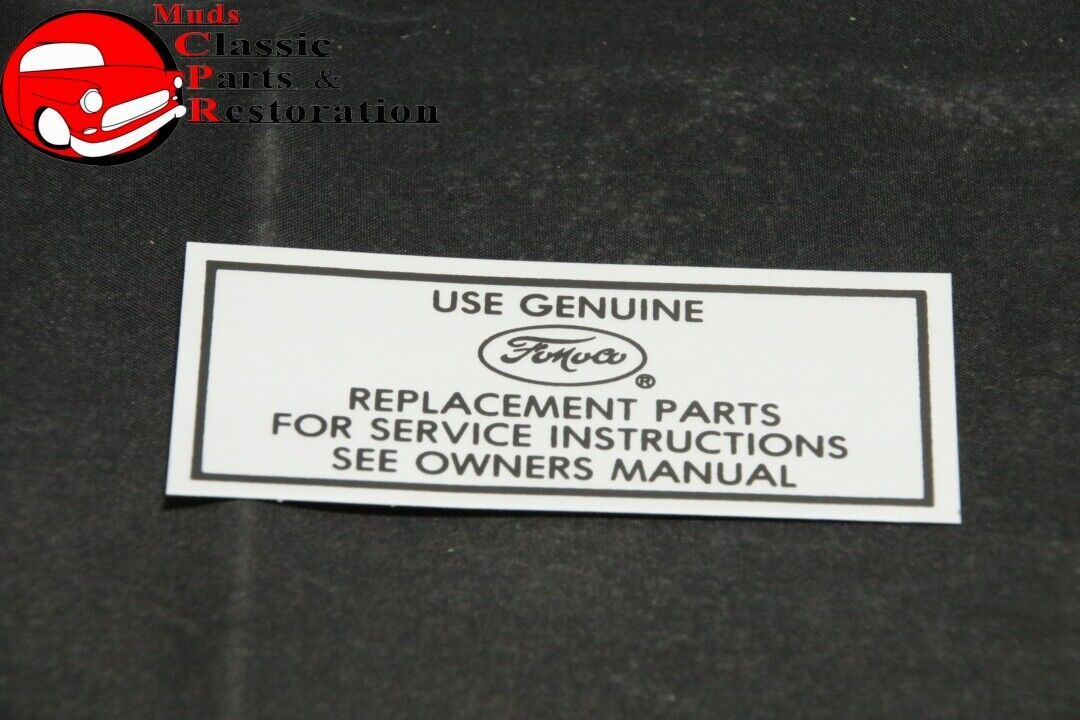 Muds
Classic
Parts &
Restoration
USE GENUINE
FoMoCo
®
REPLACEMENT PARTS
FOR SERVICE INSTRUCTIONS
SEE OWNERS MANUAL